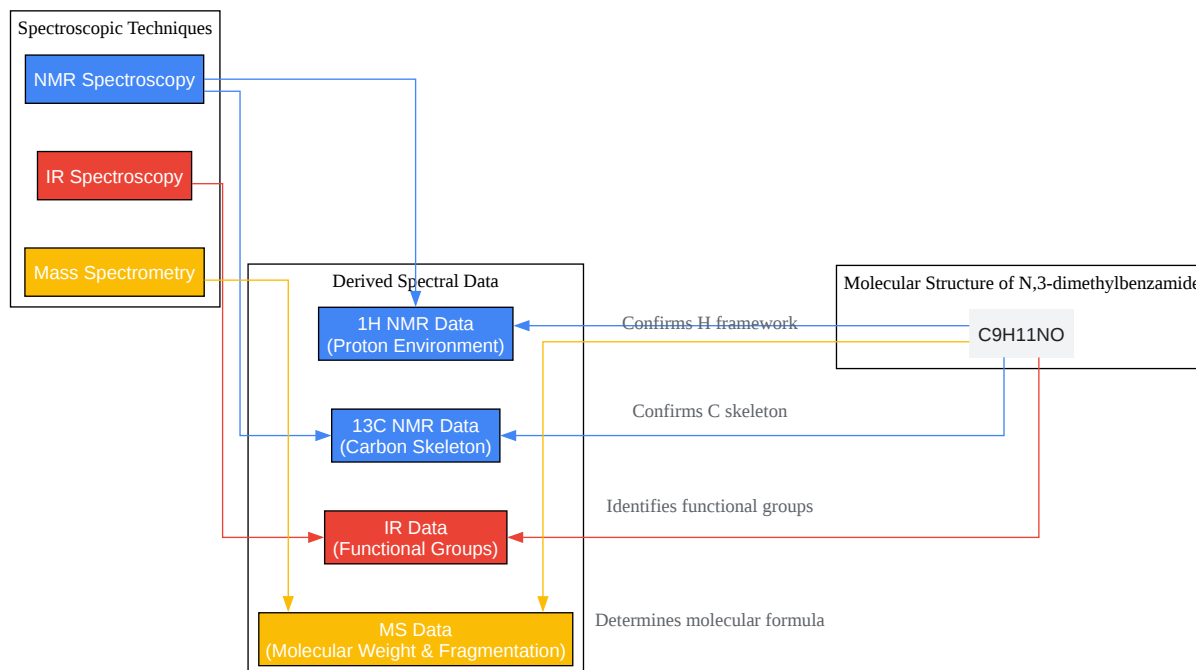 Spectroscopic Techniques
NMR Spectroscopy
IR Spectroscopy
Mass Spectrometry
Derived Spectral Data
1H NMR Data
(Proton Environment)
13C NMR Data
(Carbon Skeleton)
IR Data
(Functional Groups)
MS Data
(Molecular Weight & Fragmentation)
Confirms H framework
Confirms C skeleton
Identifies functional groups
Determines molecular formula
Molecular Structure of N,3-dimethylbenzamide
C9H11NO